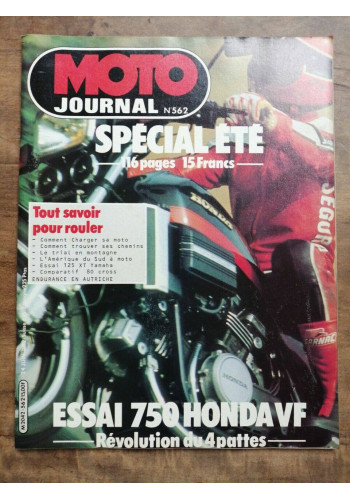 MOTO
JOURNAL N°562
SPÉCIAL ÉTÉ
116 pages 15 Francs
Tout savoir
pour rouler
- Comment Charger sa moto
- Comment trouver ses chemins
- Le trial en montagne
- L'Amérique du Sud à moto
- Essai 125 XT Yamaha
- Comparatif 80 cross
ENDURANCE EN AUTRICHE
HONDA
SEGURA
HONDA
ESSAI 750 HONDA VF
Révolution du 4 pattes